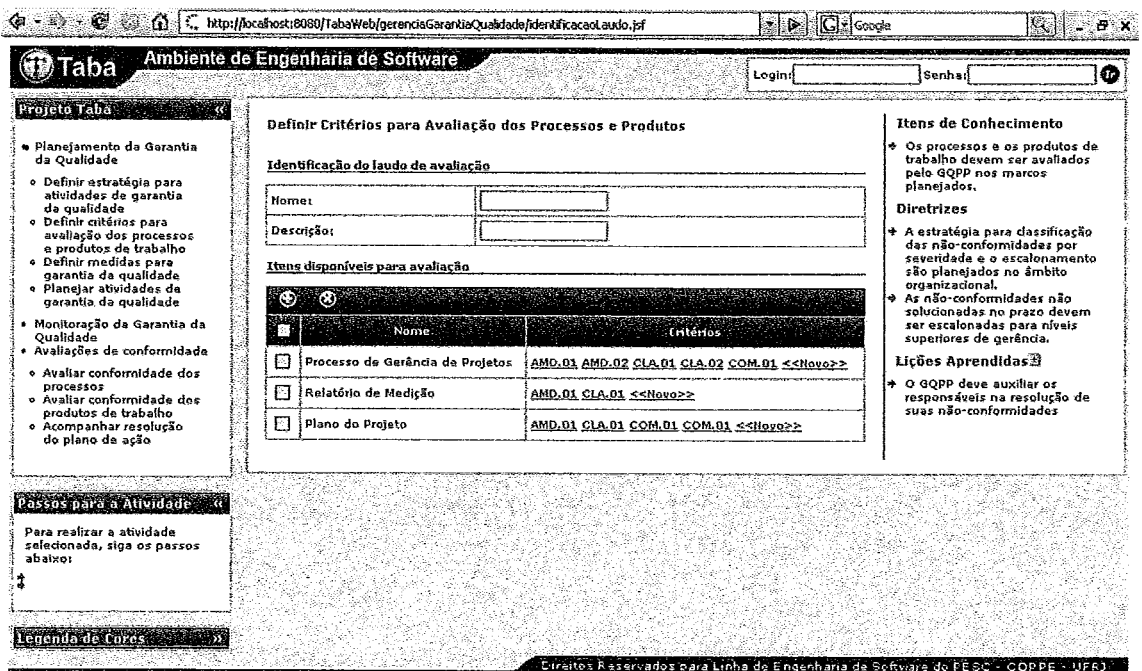 http://localhost:8080/TabaWeb/gerenciaGarantiaQualidade/identificacaoLaudo.jsf
Google
Taba
Ambiente de Engenharia de Software
Login:
Senha:
Ir
Projeto Taba
Planejamento da Garantia
da Qualidade
Definir estratégia para
atividades de garantia
da qualidade
Definir critérios para
avaliação dos processos
e produtos de trabalho
Definir medidas para
garantia da qualidade
Planejar atividades de
garantia da qualidade
Monitoração da Garantia da
Qualidade
Avaliações de conformidade
Avaliar conformidade dos
processos
Avaliar conformidade dos
produtos de trabalho
Acompanhar resolução
do plano de ação
Passos para a Atividade
Para realizar a atividade
selecionada, siga os passos
abaixo:
Legenda de Cores
Definir Critérios para Avaliação dos Processos e Produtos
Identificação do laudo de avaliação
Nome:
Descrição:
Itens disponíveis para avaliação
Nome
Critérios
Processo de Gerência de Projetos
AMD.01 AMD.02 CLA.01 CLA.02 COM.01 <<Novo>>
Relatório de Medição
AMD.01 CLA.01 <<Novo>>
Plano do Projeto
AMD.01 CLA.01 COM.01 COM.01 <<Novo>>
Itens de Conhecimento
Os processos e os produtos de
trabalho devem ser avaliados
pelo GQPP nos marcos
planejados.
Diretrizes
A estratégia para classificação
das não-conformidades por
severidade e o escalonamento
são planejados no âmbito
organizacional.
As não-conformidades não
solucionadas no prazo devem
ser escalonadas para níveis
superiores de gerência.
Lições Aprendidas
O GQPP deve auxiliar os
responsáveis na resolução de
suas não-conformidades
Direitos Reservados para Linha de Engenharia de Software do PESC - COPPE - UFRJ